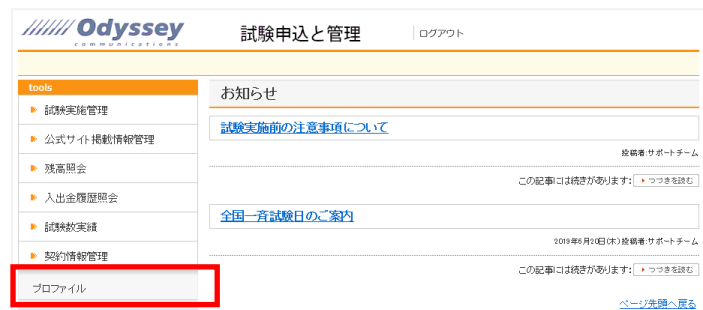 Odyssey
communications
試験申込と管理
ログアウト
tools
試験実施管理
公式サイト掲載情報管理
残高照会
入出金履歴照会
試験数実績
契約情報管理
プロファイル
お知らせ
試験実施前の注意事項について
投稿者:サポートチーム
この記事には続きがあります: つづきを読む
全国一斉試験日のご案内
2019年6月20日(木)投稿者:サポートチーム
この記事には続きがあります: つづきを読む
ページ先頭へ戻る